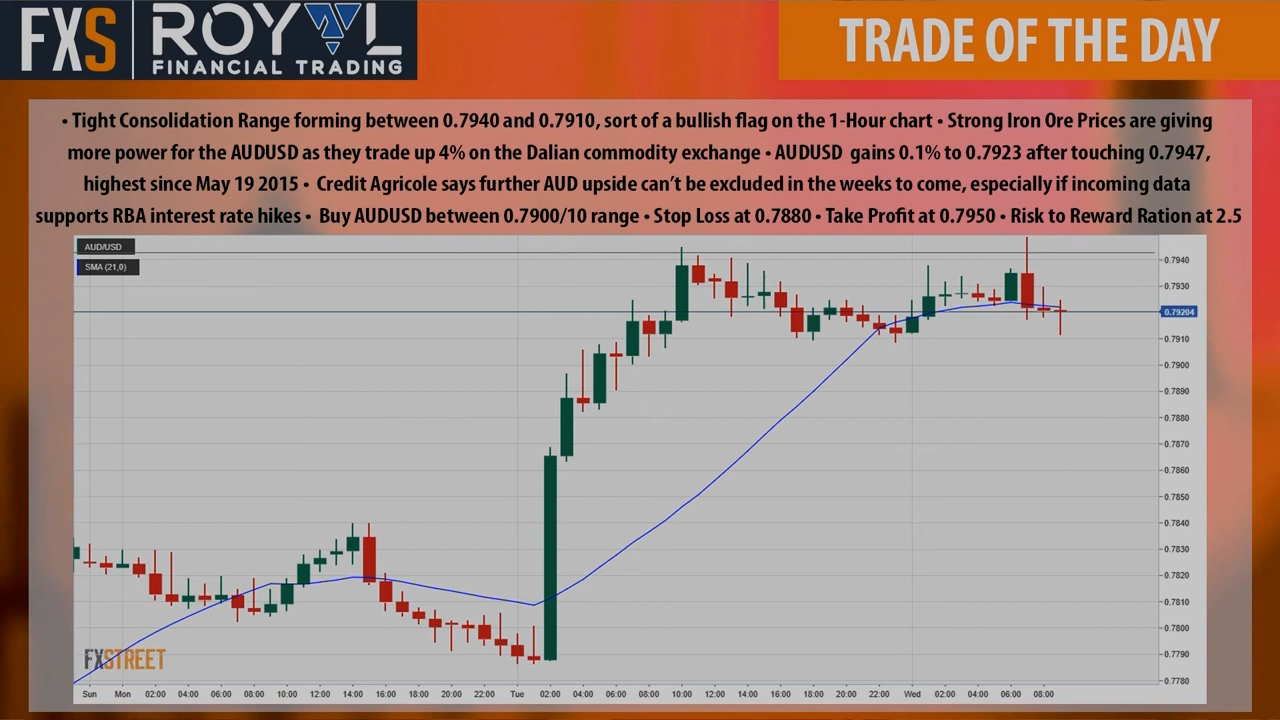 FXS
ROYAL
FINANCIAL TRADING
TRADE OF THE DAY
• Tight Consolidation Range forming between 0.7940 and 0.7910, sort of a bullish flag on the 1-Hour chart • Strong Iron Ore Prices are giving
more power for the AUDUSD as they trade up 4% on the Dalian commodity exchange • AUDUSD gains 0.1% to 0.7923 after touching 0.7947,
highest since May 19 2015 • Credit Agricole says further AUD upside can't be excluded in the weeks to come, especially if incoming data
supports RBA interest rate hikes • Buy AUDUSD between 0.7900/10 range • Stop Loss at 0.7880 • Take Profit at 0.7950 • Risk to Reward Ration at 2.5
AUD/USD
SMA (21,0)
0.7940
0.7930
0.79204
0.7910
0.7900
0.7890
0.7880
0.7870
0.7860
0.7850
0.7840
0.7830
0.7820
0.7810
0.7800
0.7790
0.7780
FXSTREET
Sun Mon 02:00 04:00 06:00 08:00 10:00 12:00 14:00 16:00 18:00 20:00 22:00 Tue 02:00 04:00 06:00 08:00 10:00 12:00 14:00 16:00 18:00 20:00 22:00 Wed 02:00 04:00 06:00 08:00